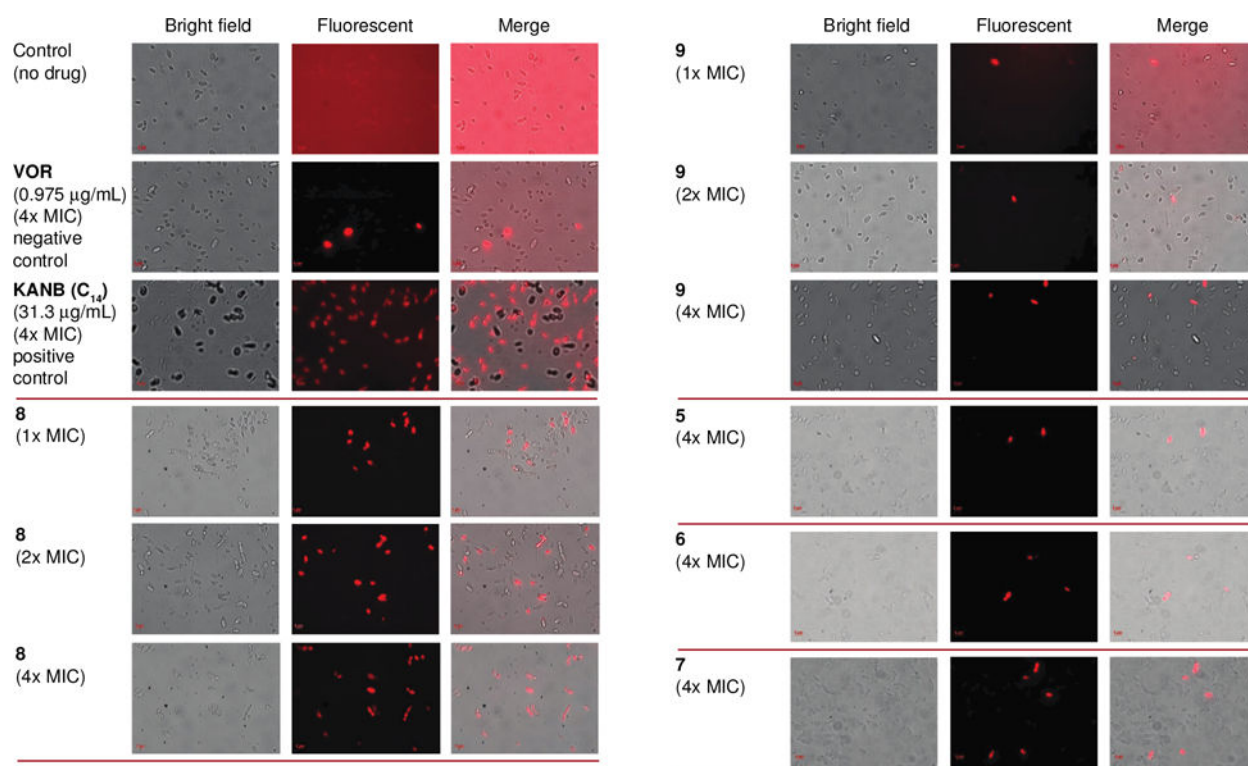 Bright field Fluorescent Merge
Control
(no drug)
VOR
(0.975 µg/mL)
(4x MIC)
negative
control
KANB (C14)
(31.3 µg/mL)
(4x MIC)
positive
control
8
(1x MIC)
8
(2x MIC)
8
(4x MIC)
Bright field Fluorescent Merge
9
(1x MIC)
9
(2x MIC)
9
(4x MIC)
5
(4x MIC)
6
(4x MIC)
7
(4x MIC)